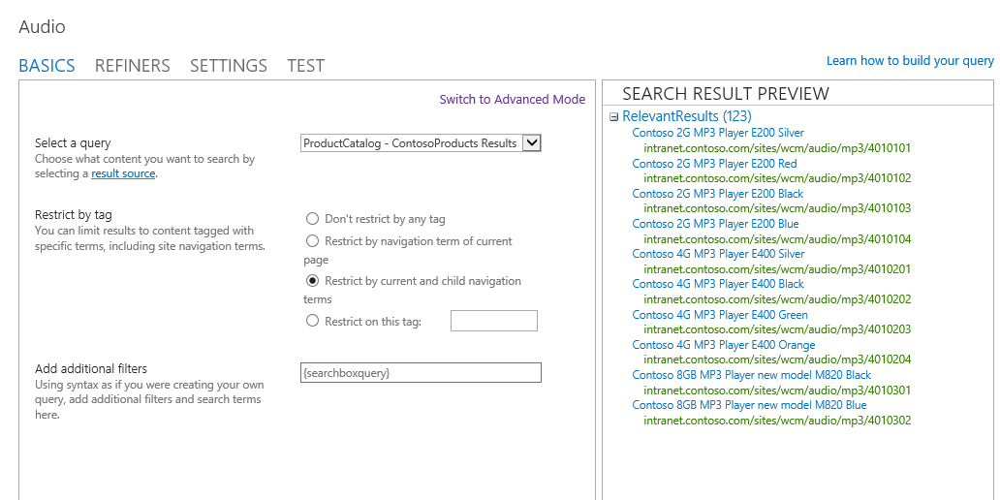 Audio
BASICS REFINERS SETTINGS TEST
Learn how to build your query
Switch to Advanced Mode
Select a query
Choose what content you want to search by
selecting a result source.
ProductCatalog - ContosoProducts Results
Restrict by tag
You can limit results to content tagged with
specific terms, including site navigation terms.
Don't restrict by any tag
Restrict by navigation term of current
page
Restrict by current and child navigation
terms
Restrict on this tag:
Add additional filters
Using syntax as if you were creating your own
query, add additional filters and search terms
here.
{searchboxquery}
SEARCH RESULT PREVIEW
RelevantResults (123)
Contoso 2G MP3 Player E200 Silver
intranet.contoso.com/sites/wcm/audio/mp3/4010101
Contoso 2G MP3 Player E200 Red
intranet.contoso.com/sites/wcm/audio/mp3/4010102
Contoso 2G MP3 Player E200 Black
intranet.contoso.com/sites/wcm/audio/mp3/4010103
Contoso 2G MP3 Player E200 Blue
intranet.contoso.com/sites/wcm/audio/mp3/4010104
Contoso 4G MP3 Player E400 Silver
intranet.contoso.com/sites/wcm/audio/mp3/4010201
Contoso 4G MP3 Player E400 Black
intranet.contoso.com/sites/wcm/audio/mp3/4010202
Contoso 4G MP3 Player E400 Green
intranet.contoso.com/sites/wcm/audio/mp3/4010203
Contoso 4G MP3 Player E400 Orange
intranet.contoso.com/sites/wcm/audio/mp3/4010204
Contoso 8GB MP3 Player new model M820 Black
intranet.contoso.com/sites/wcm/audio/mp3/4010301
Contoso 8GB MP3 Player new model M820 Blue
intranet.contoso.com/sites/wcm/audio/mp3/4010302